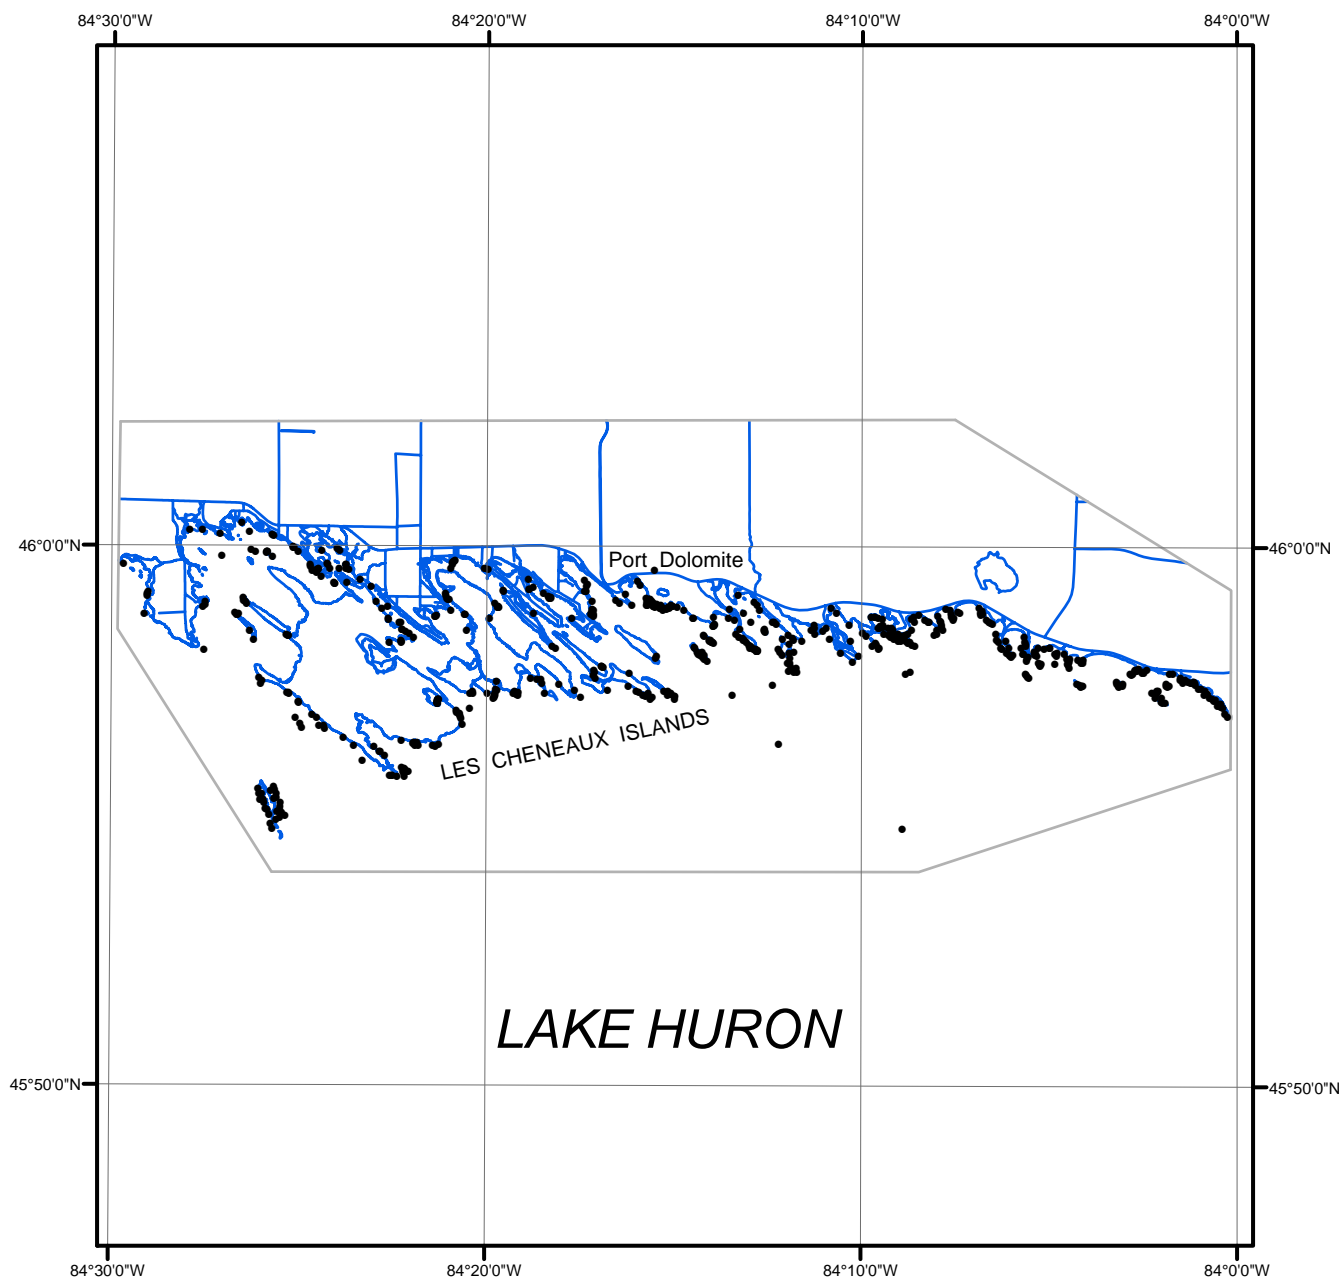 84°30'0"W 84°20'0"W 84°10'0"W 84°0'0"W
46°0'0"N 46°0'0"N
Port Dolomite
LES CHENEAUX ISLANDS
LAKE HURON
45°50'0"N 45°50'0"N
84°30'0"W 84°20'0"W 84°10'0"W 84°0'0"W